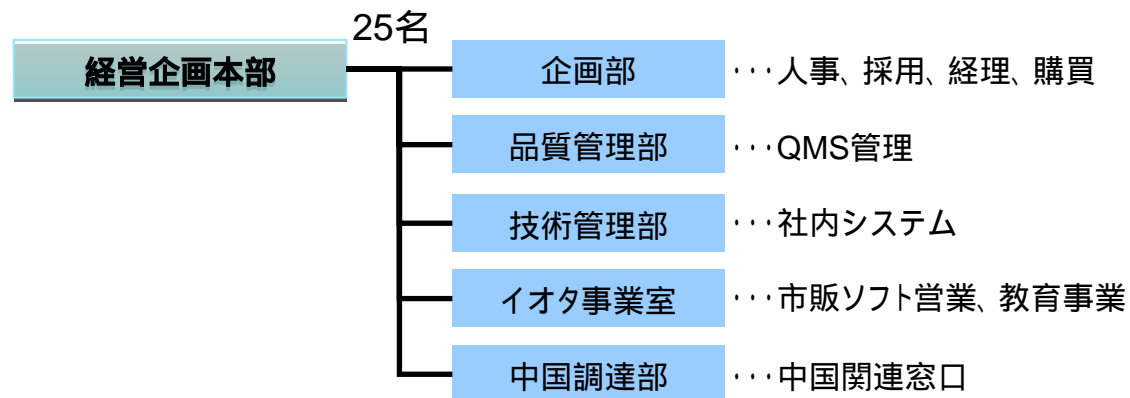 25名
経営企画本部
企画部 ・・・人事、採用、経理、購買
品質管理部 ・・・QMS管理
技術管理部 ・・・社内システム
イオタ事業室 ・・・市販ソフト営業、教育事業
中国調達部 ・・・中国関連窓口